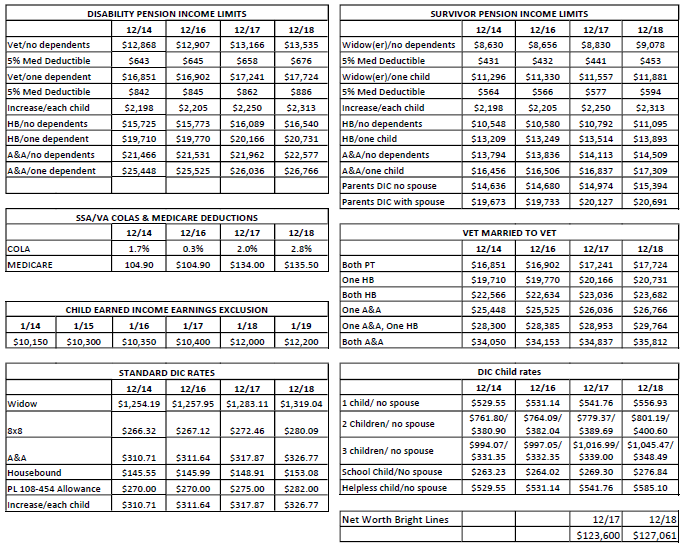 DISABILITY PENSION INCOME LIMITS
12/14 12/16 12/17 12/18
Vet/no dependents $12,868 $12,907 $13,166 $13,535
5% Med Deductible $643 $645 $658 $676
Vet/one dependent $16,851 $16,902 $17,241 $17,724
5% Med Deductible $842 $845 $862 $886
Increase/each child $2,198 $2,205 $2,250 $2,313
HB/no dependents $15,725 $15,773 $16,089 $16,540
HB/one dependent $19,710 $19,770 $20,166 $20,731
A&A/no dependents $21,466 $21,531 $21,962 $22,577
A&A/one dependent $25,448 $25,525 $26,036 $26,766
SSA/VA COLAS & MEDICARE DEDUCTIONS
12/14 12/16 12/17 12/18
COLA 1.7% 0.3% 2.0% 2.8%
MEDICARE 104.90 $104.90 $134.00 $135.50
CHILD EARNED INCOME EARNINGS EXCLUSION
1/14 1/15 1/16 1/17 1/18 1/19
$10,150 $10,300 $10,350 $10,400 $12,000 $12,200
STANDARD DIC RATES
12/14 12/16 12/17 12/18
Widow $1,254.19 $1,257.95 $1,283.11 $1,319.04
8x8 $266.32 $267.12 $272.46 $280.09
A&A $310.71 $311.64 $317.87 $326.77
Housebound $145.55 $145.99 $148.91 $153.08
PL 108-454 Allowance $270.00 $270.00 $275.00 $282.00
Increase/each child $310.71 $311.64 $317.87 $326.77
SURVIVOR PENSION INCOME LIMITS
12/14 12/16 12/17 12/18
Widow(er)/no dependents $8,630 $8,656 $8,830 $9,078
5% Med Deductible $431 $432 $441 $453
Widow(er)/one child $11,296 $11,330 $11,557 $11,881
5% Med Deductible $564 $566 $577 $594
Increase/each child $2,198 $2,205 $2,250 $2,313
HB/no dependents $10,548 $10,580 $10,792 $11,095
HB/one child $13,209 $13,249 $13,514 $13,893
A&A/no dependents $13,794 $13,836 $14,113 $14,509
A&A/one child $16,456 $16,506 $16,837 $17,309
Parents DIC no spouse $14,636 $14,680 $14,974 $15,394
Parents DIC with spouse $19,673 $19,733 $20,127 $20,691
VET MARRIED TO VET
12/14 12/16 12/17 12/18
Both PT $16,851 $16,902 $17,241 $17,724
One HB $19,710 $19,770 $20,166 $20,731
Both HB $22,566 $22,634 $23,036 $23,682
One A&A $25,448 $25,525 $26,036 $26,766
One A&A, One HB $28,300 $28,385 $28,953 $29,764
Both A&A $34,050 $34,153 $34,837 $35,812
DIC Child rates
12/14 12/16 12/17 12/18
1 child/ no spouse $529.55 $531.14 $541.76 $556.93
$761.80/ $764.09/ $779.37/ $801.19/
2 Children/ no spouse
$380.90 $382.04 $389.69 $400.60
$994.07/ $997.05/ $1,016.99/ $1,045.47/
3 children/ no spouse
$331.35 $332.35 $339.00 $348.49
School Child/No spouse $263.23 $264.02 $269.30 $276.84
Helpless child/no spouse $529.55 $531.14 $541.76 $585.10
Net Worth Bright Lines 12/17 12/18
$123,600 $127,061